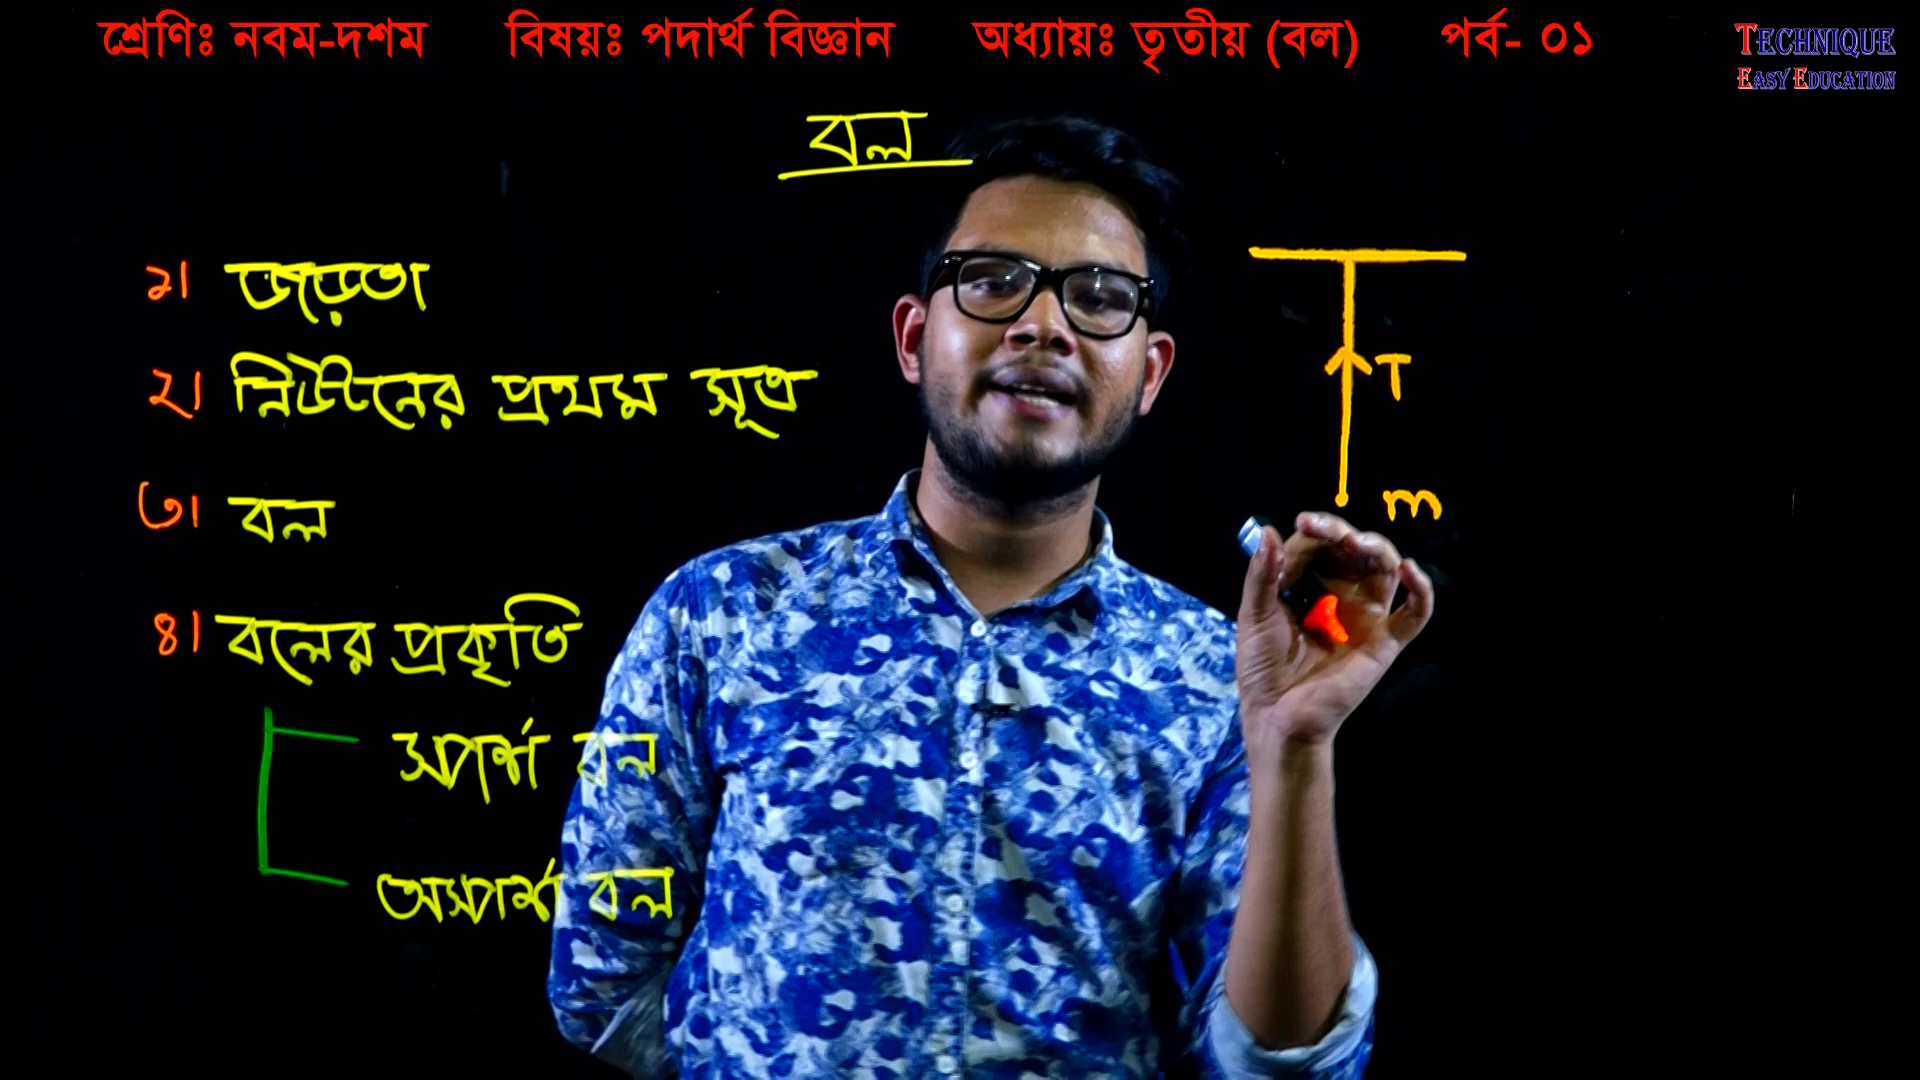 শ্রেণিঃ নবম-দশম বিষয়ঃ পদার্থ বিজ্ঞান অধ্যায়ঃ তৃতীয় (বল) পর্ব- ০১
TECHNIQUE
EASY EDUCATION
বল
১। জড়তা
২। নিউটনের প্রথম সূত্র
৩। বল
৪। বলের প্রকৃতি
স্পর্শ বল
অস্পর্শ বল
T
m